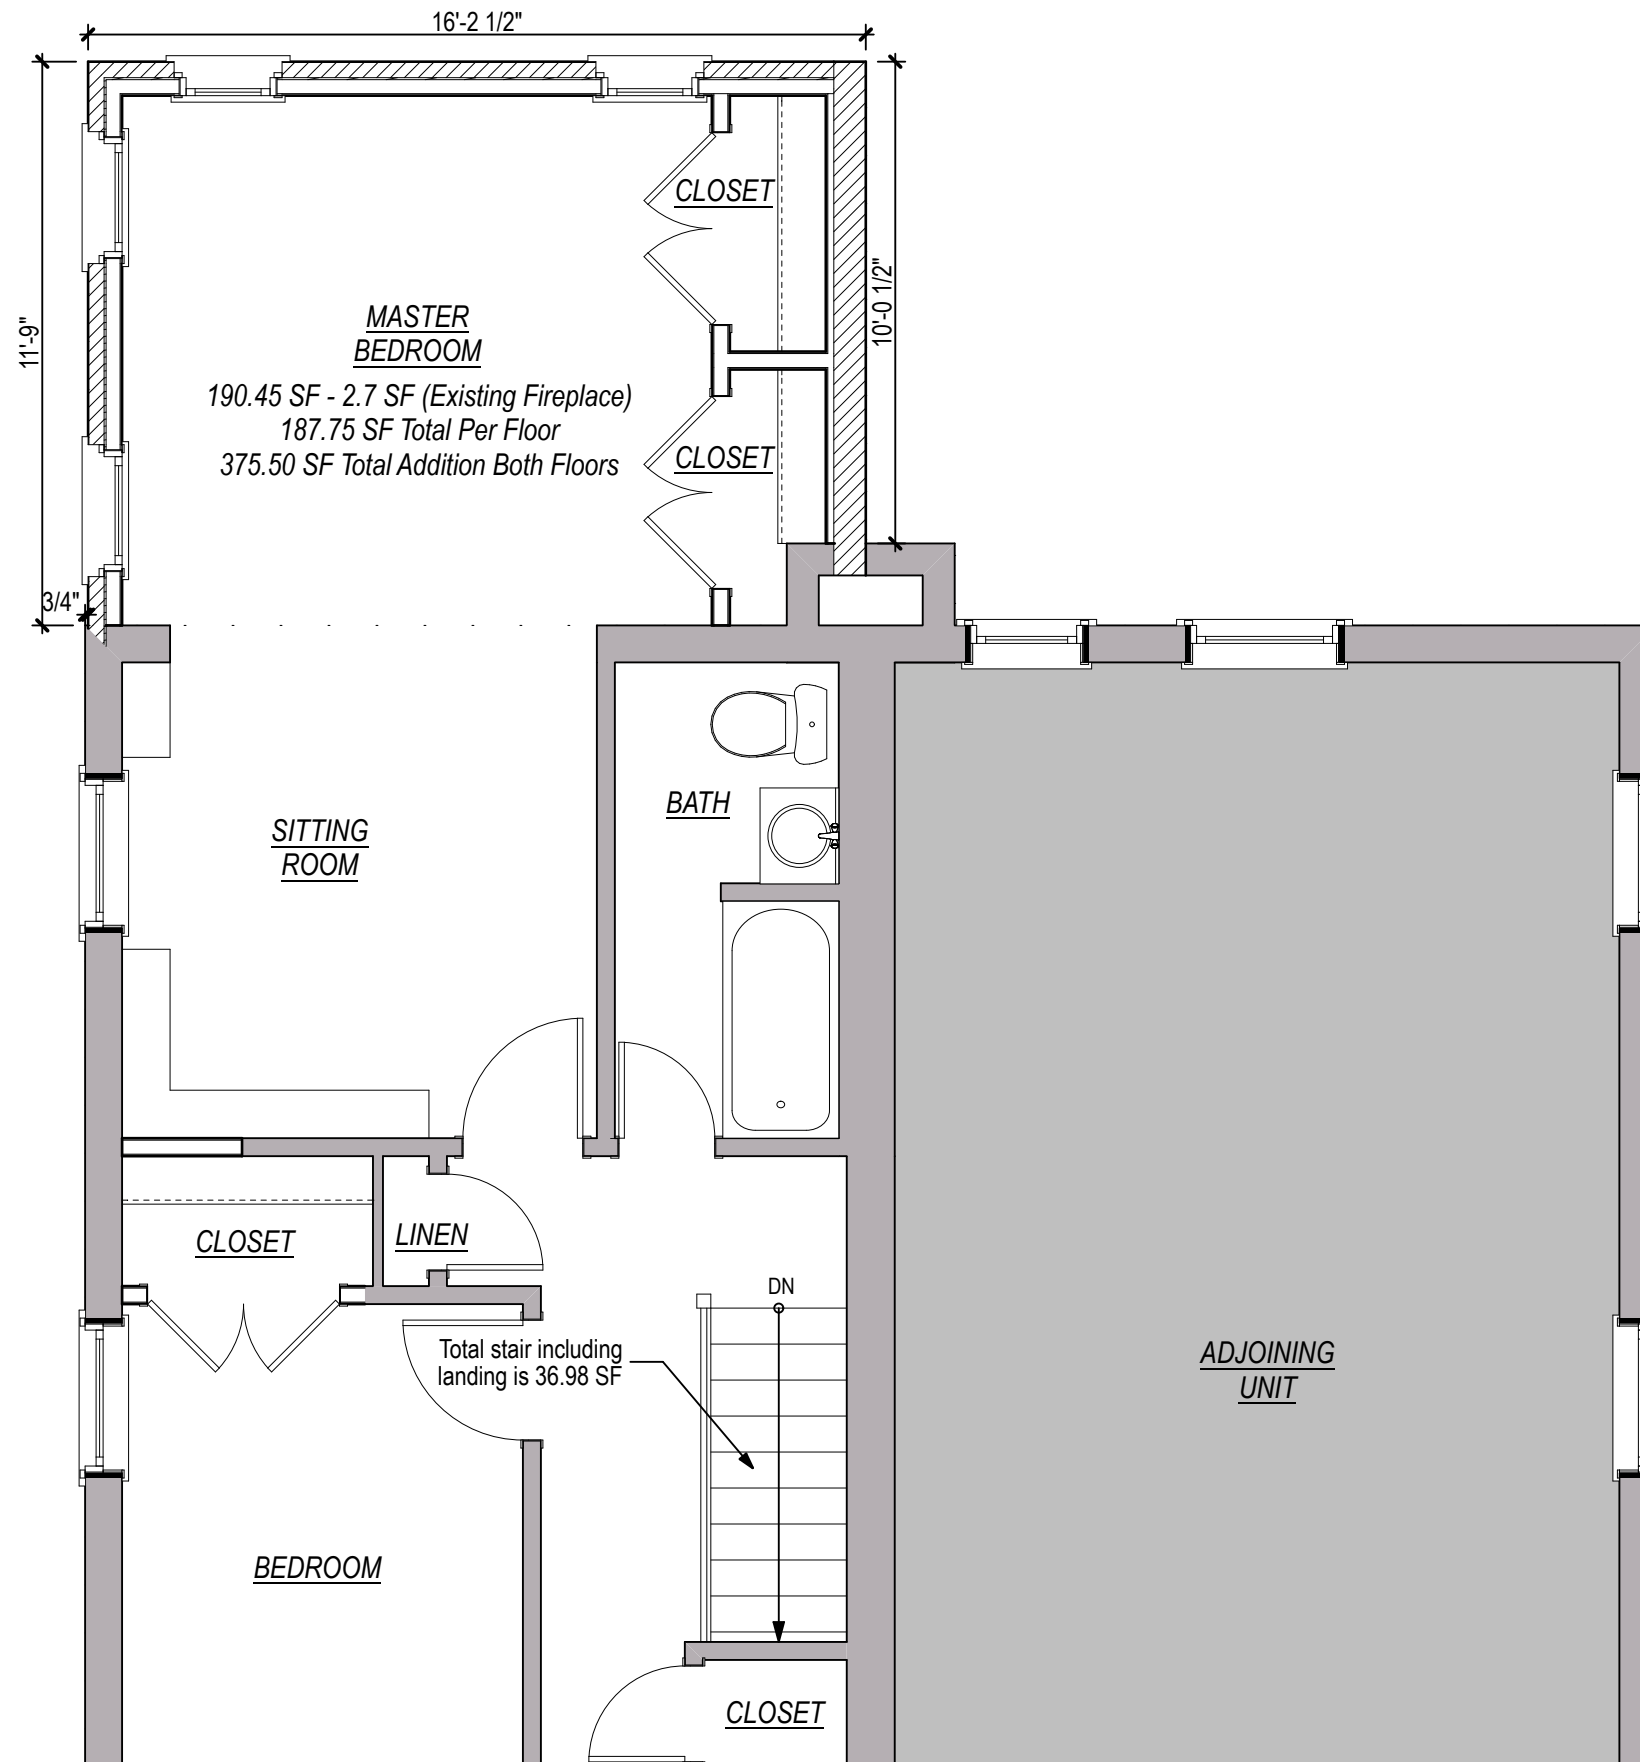 16'-2 1/2"
11'-9"
10'-0 1/2"
3/4"
CLOSET
MASTER
BEDROOM
190.45 SF - 2.7 SF (Existing Fireplace)
187.75 SF Total Per Floor
375.50 SF Total Addition Both Floors
CLOSET
SITTING
ROOM
BATH
CLOSET
LINEN
DN
Total stair including
landing is 36.98 SF
ADJOINING
UNIT
BEDROOM
CLOSET